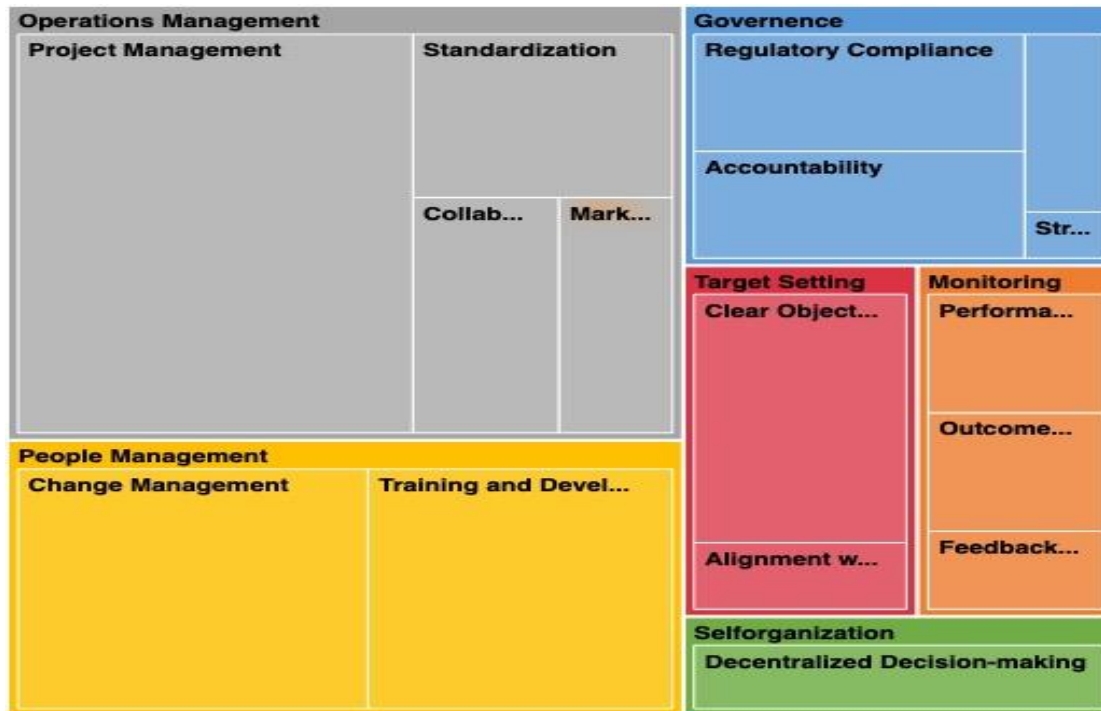 Operations Management
Project Management
Standardization
Collab...
Mark...
People Management
Change Management
Training and Devel...
Governence
Regulatory Compliance
Accountability
Str...
Target Setting
Clear Object...
Alignment w...
Monitoring
Performa...
Outcome...
Feedback...
Selforganization
Decentralized Decision-making